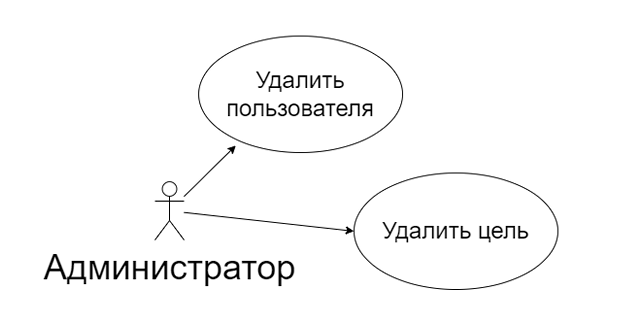 Удалить
пользователя
Удалить цель
Администратор